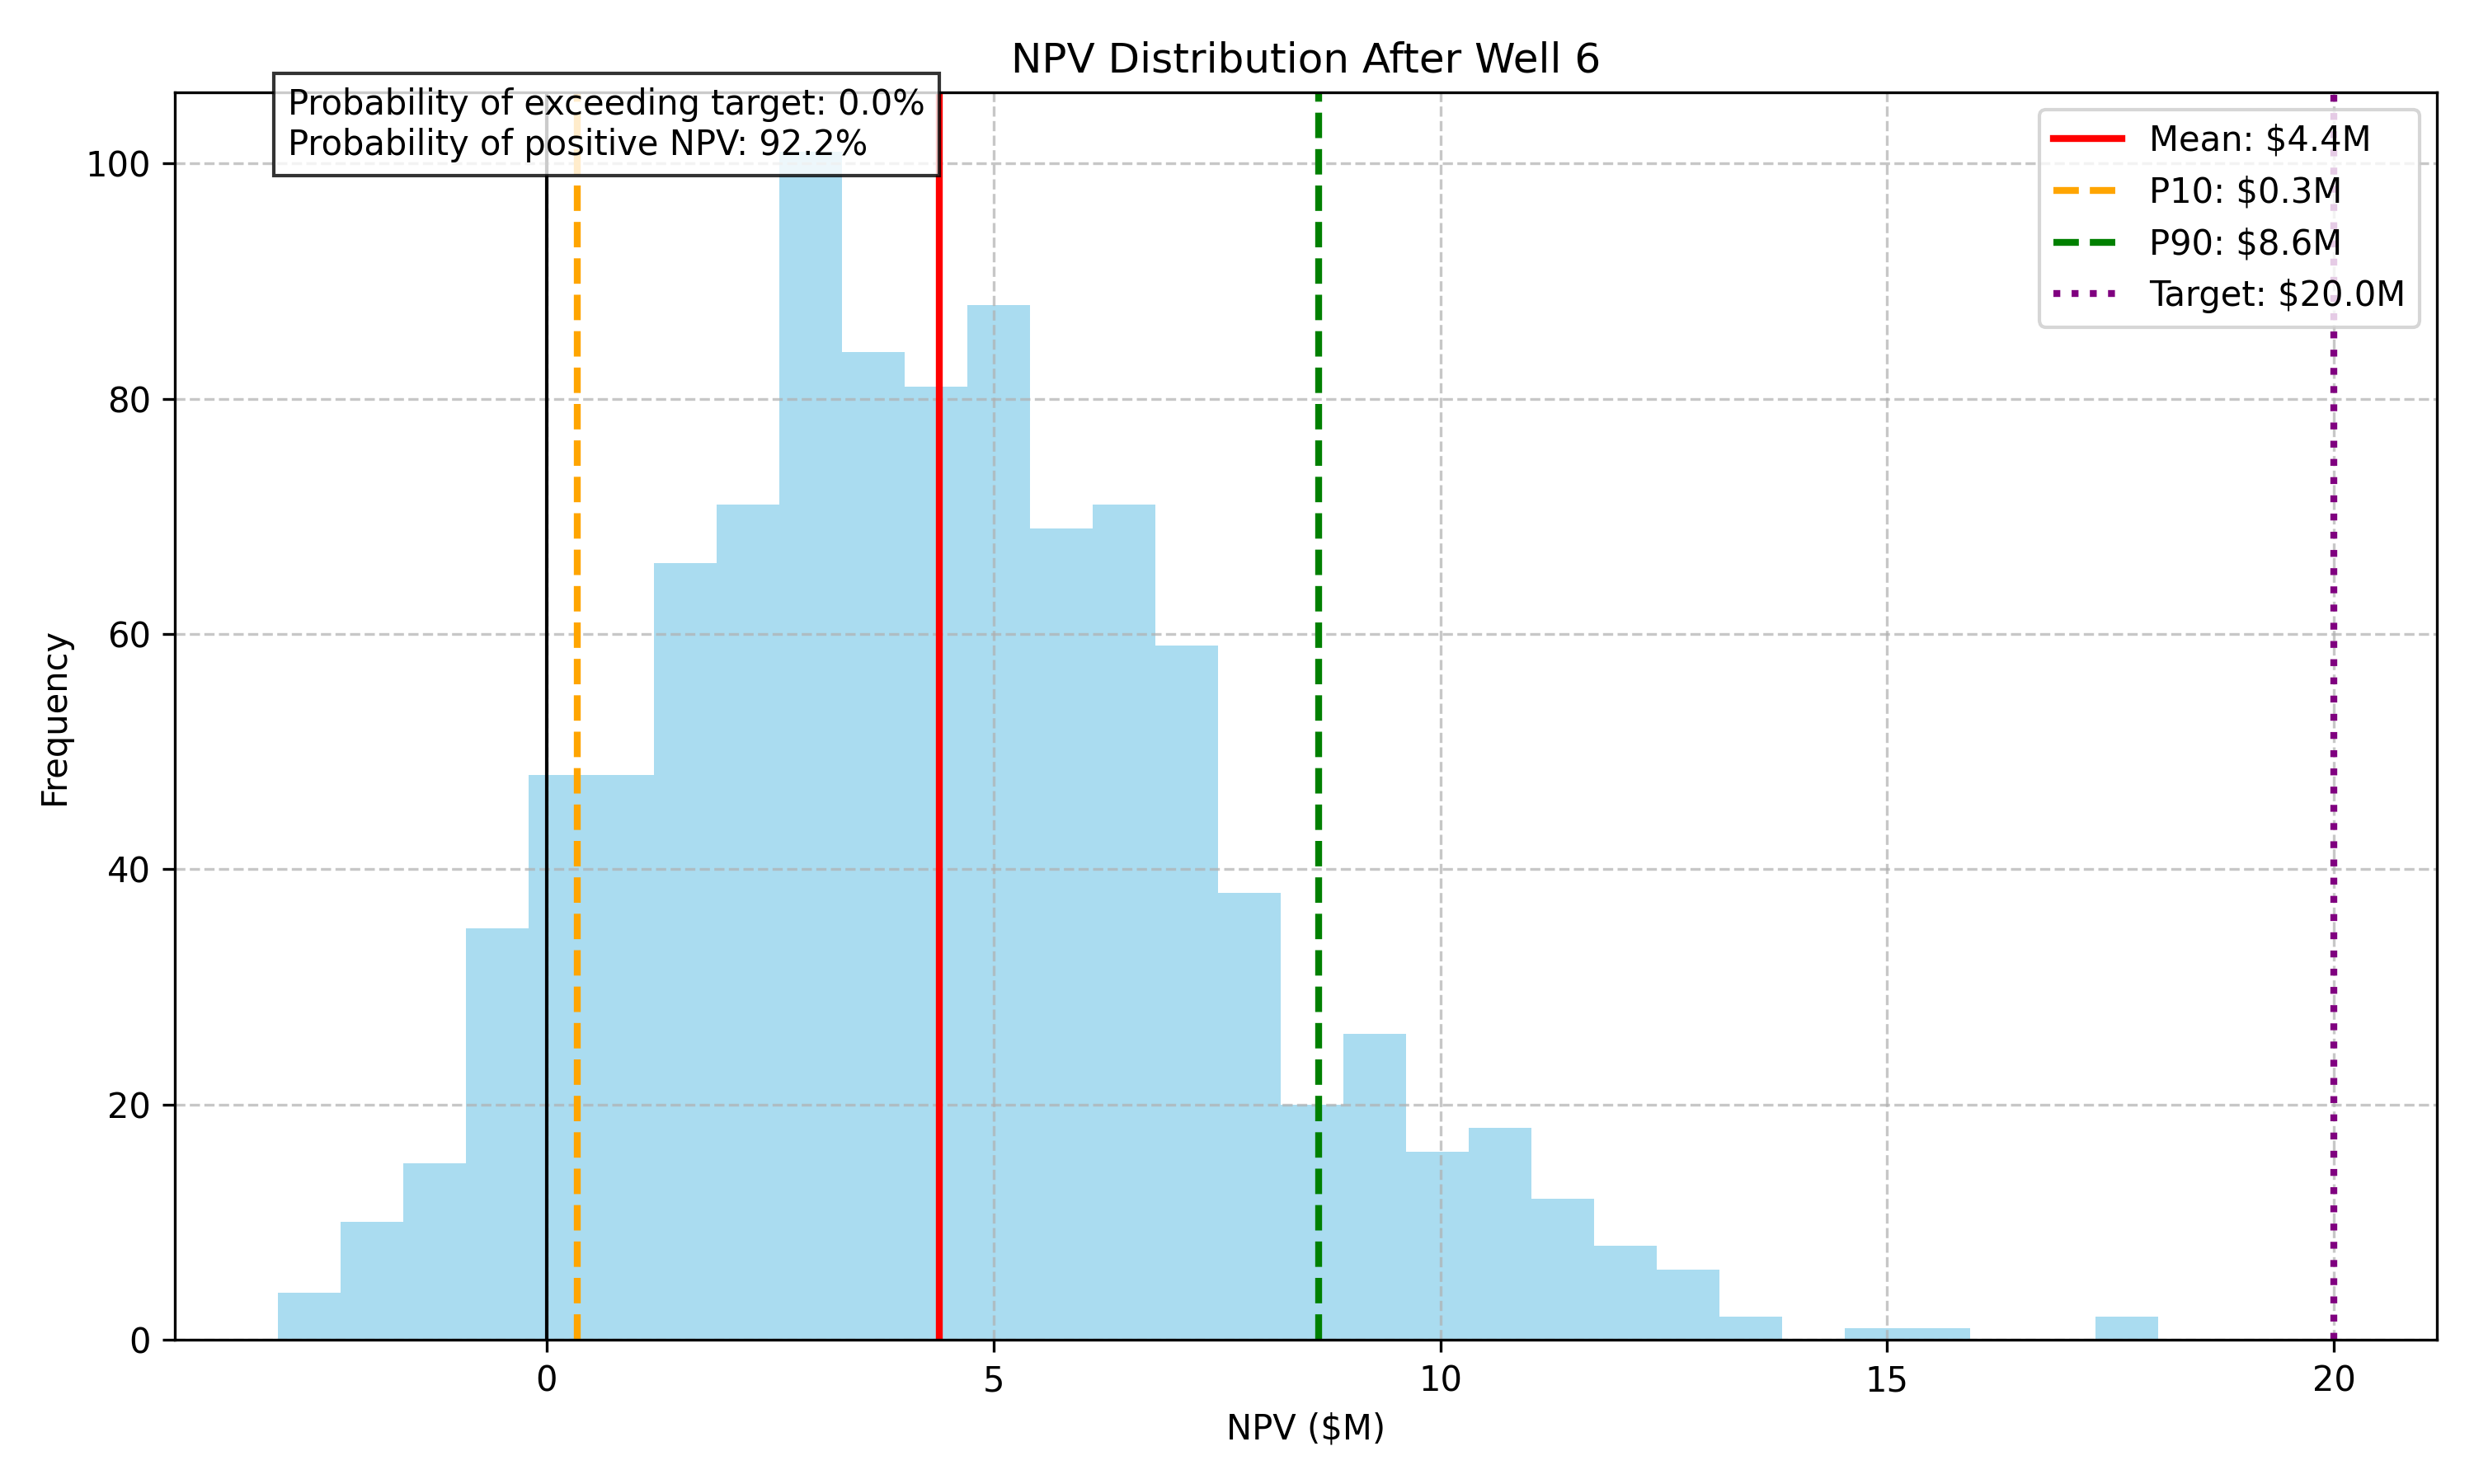 NPV Distribution After Well 6
Probability of exceeding target: 0.0%
Probability of positive NPV: 92.2%
Mean: $4.4M
P10: $0.3M
P90: $8.6M
Target: $20.0M
Frequency
100
80
60
40
20
0
0 5 10 15 20
NPV ($M)